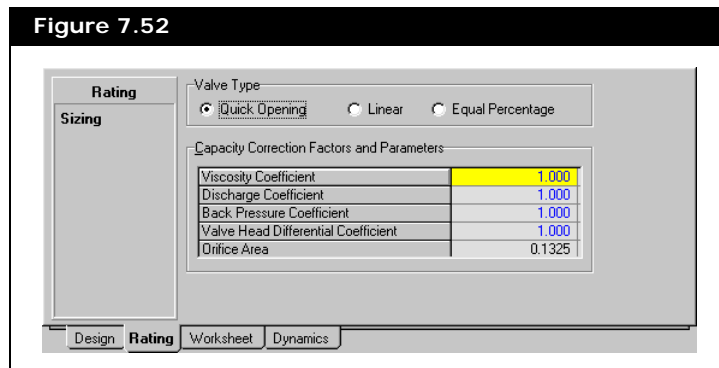 Figure 7.52
Rating
Sizing
Valve Type
Quick Opening Linear Equal Percentage
Capacity Correction Factors and Parameters
Viscosity Coefficient 1.000
Discharge Coefficient 1.000
Back Pressure Coefficient 1.000
Valve Head Differential Coefficient 1.000
Orifice Area 0.1325
Design Rating Worksheet Dynamics